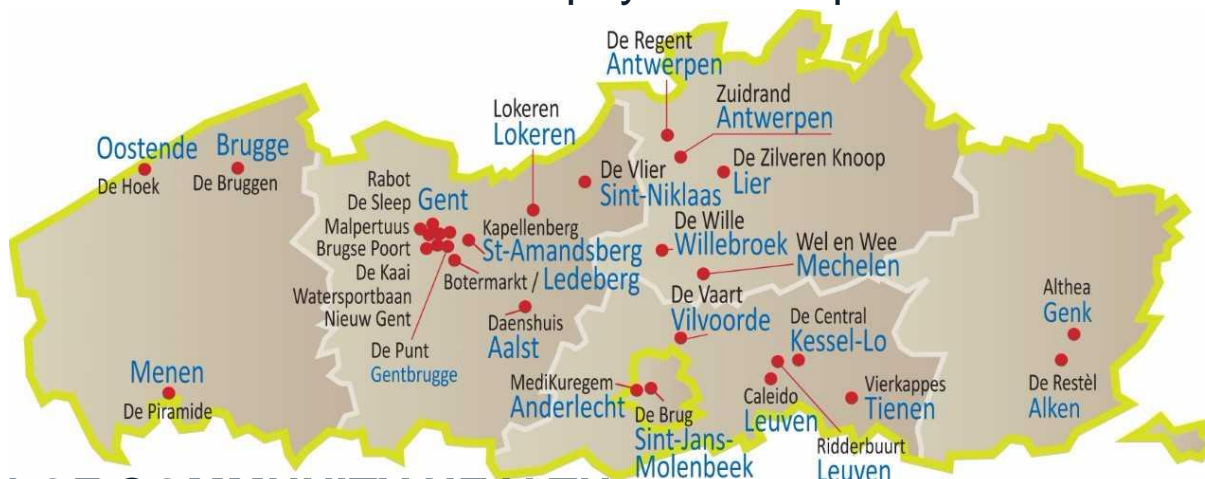 De Regent
Antwerpen
Zuidrand
Antwerpen
Lokeren
Lokeren
Oostende
De Hoek
Brugge
De Bruggen
De Vlier
Sint-Niklaas
De Zilveren Knoop
Lier
Rabot
De Sleep
Gent
Malpertuus
Brugse Poort
De Kaai
Watersportbaan
Nieuw Gent
Kapellenberg
St-Amandsberg
Botermarkt / Ledeberg
De Punt
Gentbrugge
Daenshuis
Aalst
De Wille
Willebroek
Wel en Wee
Mechelen
De Vaart
Vilvoorde
De Central
Kessel-Lo
Althea
Genk
De Restèl
Alken
Menen
De Piramide
MediKuregem
Anderlecht
De Brug
Sint-Jans-
Molenbeek
Caleido
Leuven
Vierkappes
Tienen
Ridderbuurt
Leuven